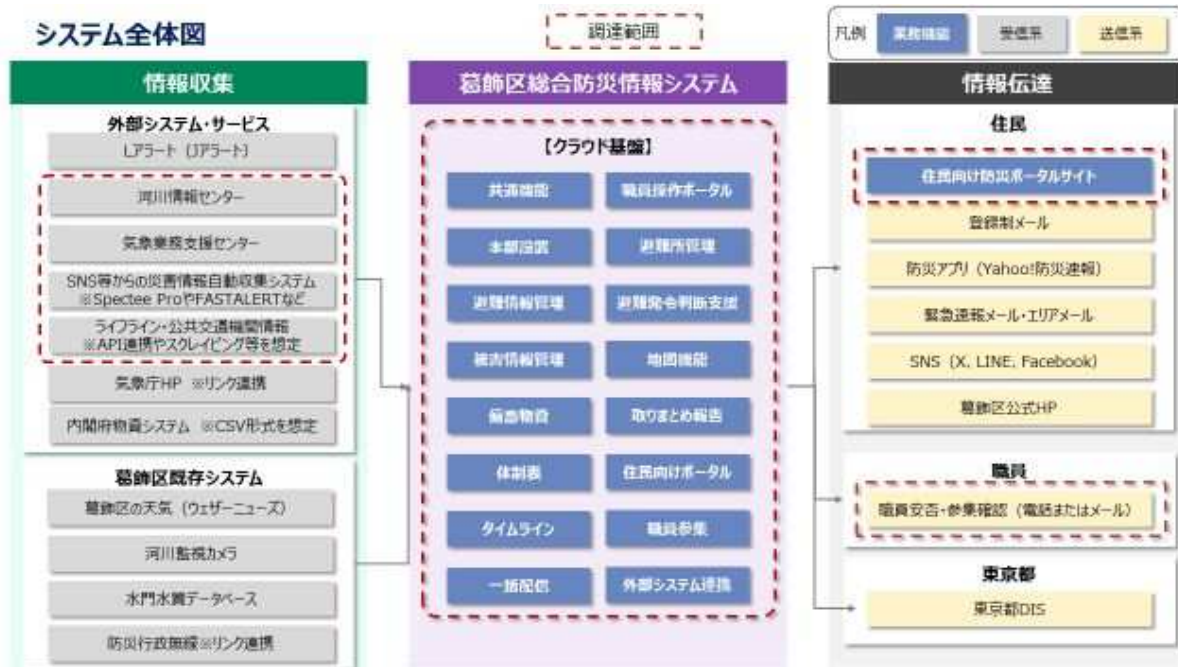 システム全体図
調達範囲
凡例
業務機能
受信系
送信系
情報収集
外部システム・サービス
Lアラート（Jアラート）
河川情報センター
気象業務支援センター
SNS等からの災害情報自動収集システム
※Spectee ProやFASTALERTなど
ライフライン・公共交通機関情報
※API連携やスクレイピング等を想定
気象庁HP ※リンク連携
内閣府物資システム ※CSV形式を想定
葛飾区既存システム
葛飾区の天気（ウェザーニューズ）
河川監視カメラ
水門水質データベース
防災行政無線※リンク連携
葛飾区総合防災情報システム
【クラウド基盤】
共通機能
職員操作ポータル
本部設置
避難所管理
避難情報管理
避難発令判断支援
被害情報管理
地図機能
備蓄物資
取りまとめ報告
体制表
住民向けポータル
タイムライン
職員参集
一括配信
外部システム連携
情報伝達
住民
住民向け防災ポータルサイト
登録制メール
防災アプリ（Yahoo!防災速報）
緊急速報メール・エリアメール
SNS（X, LINE, Facebook）
葛飾区公式HP
職員
職員安否・参集確認（電話またはメール）
東京都
東京都DIS